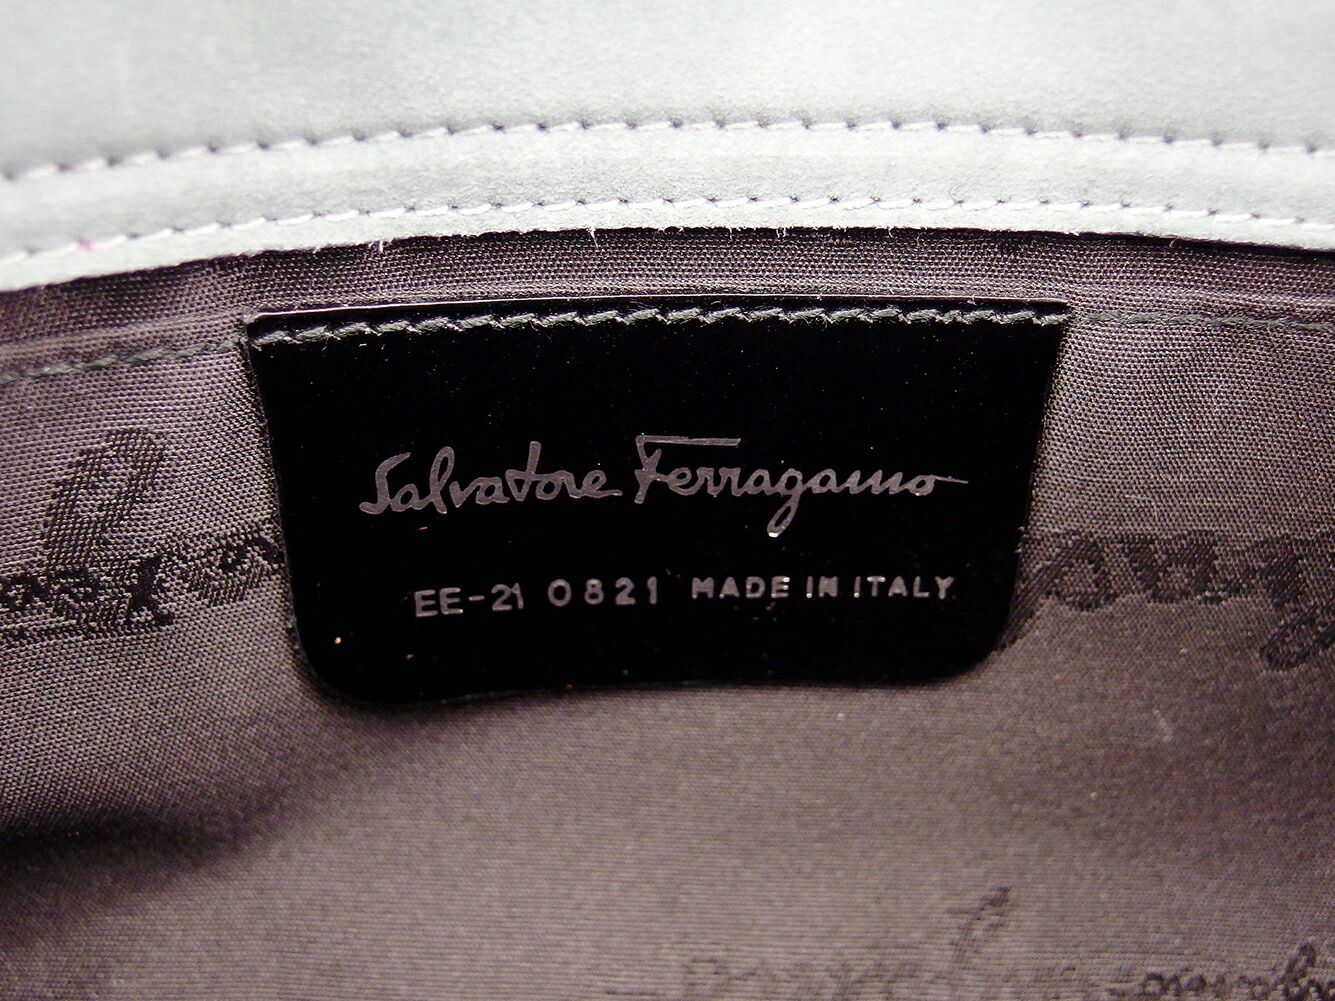 Salvatore Ferragamo
EE-21 0821 MADE IN ITALY